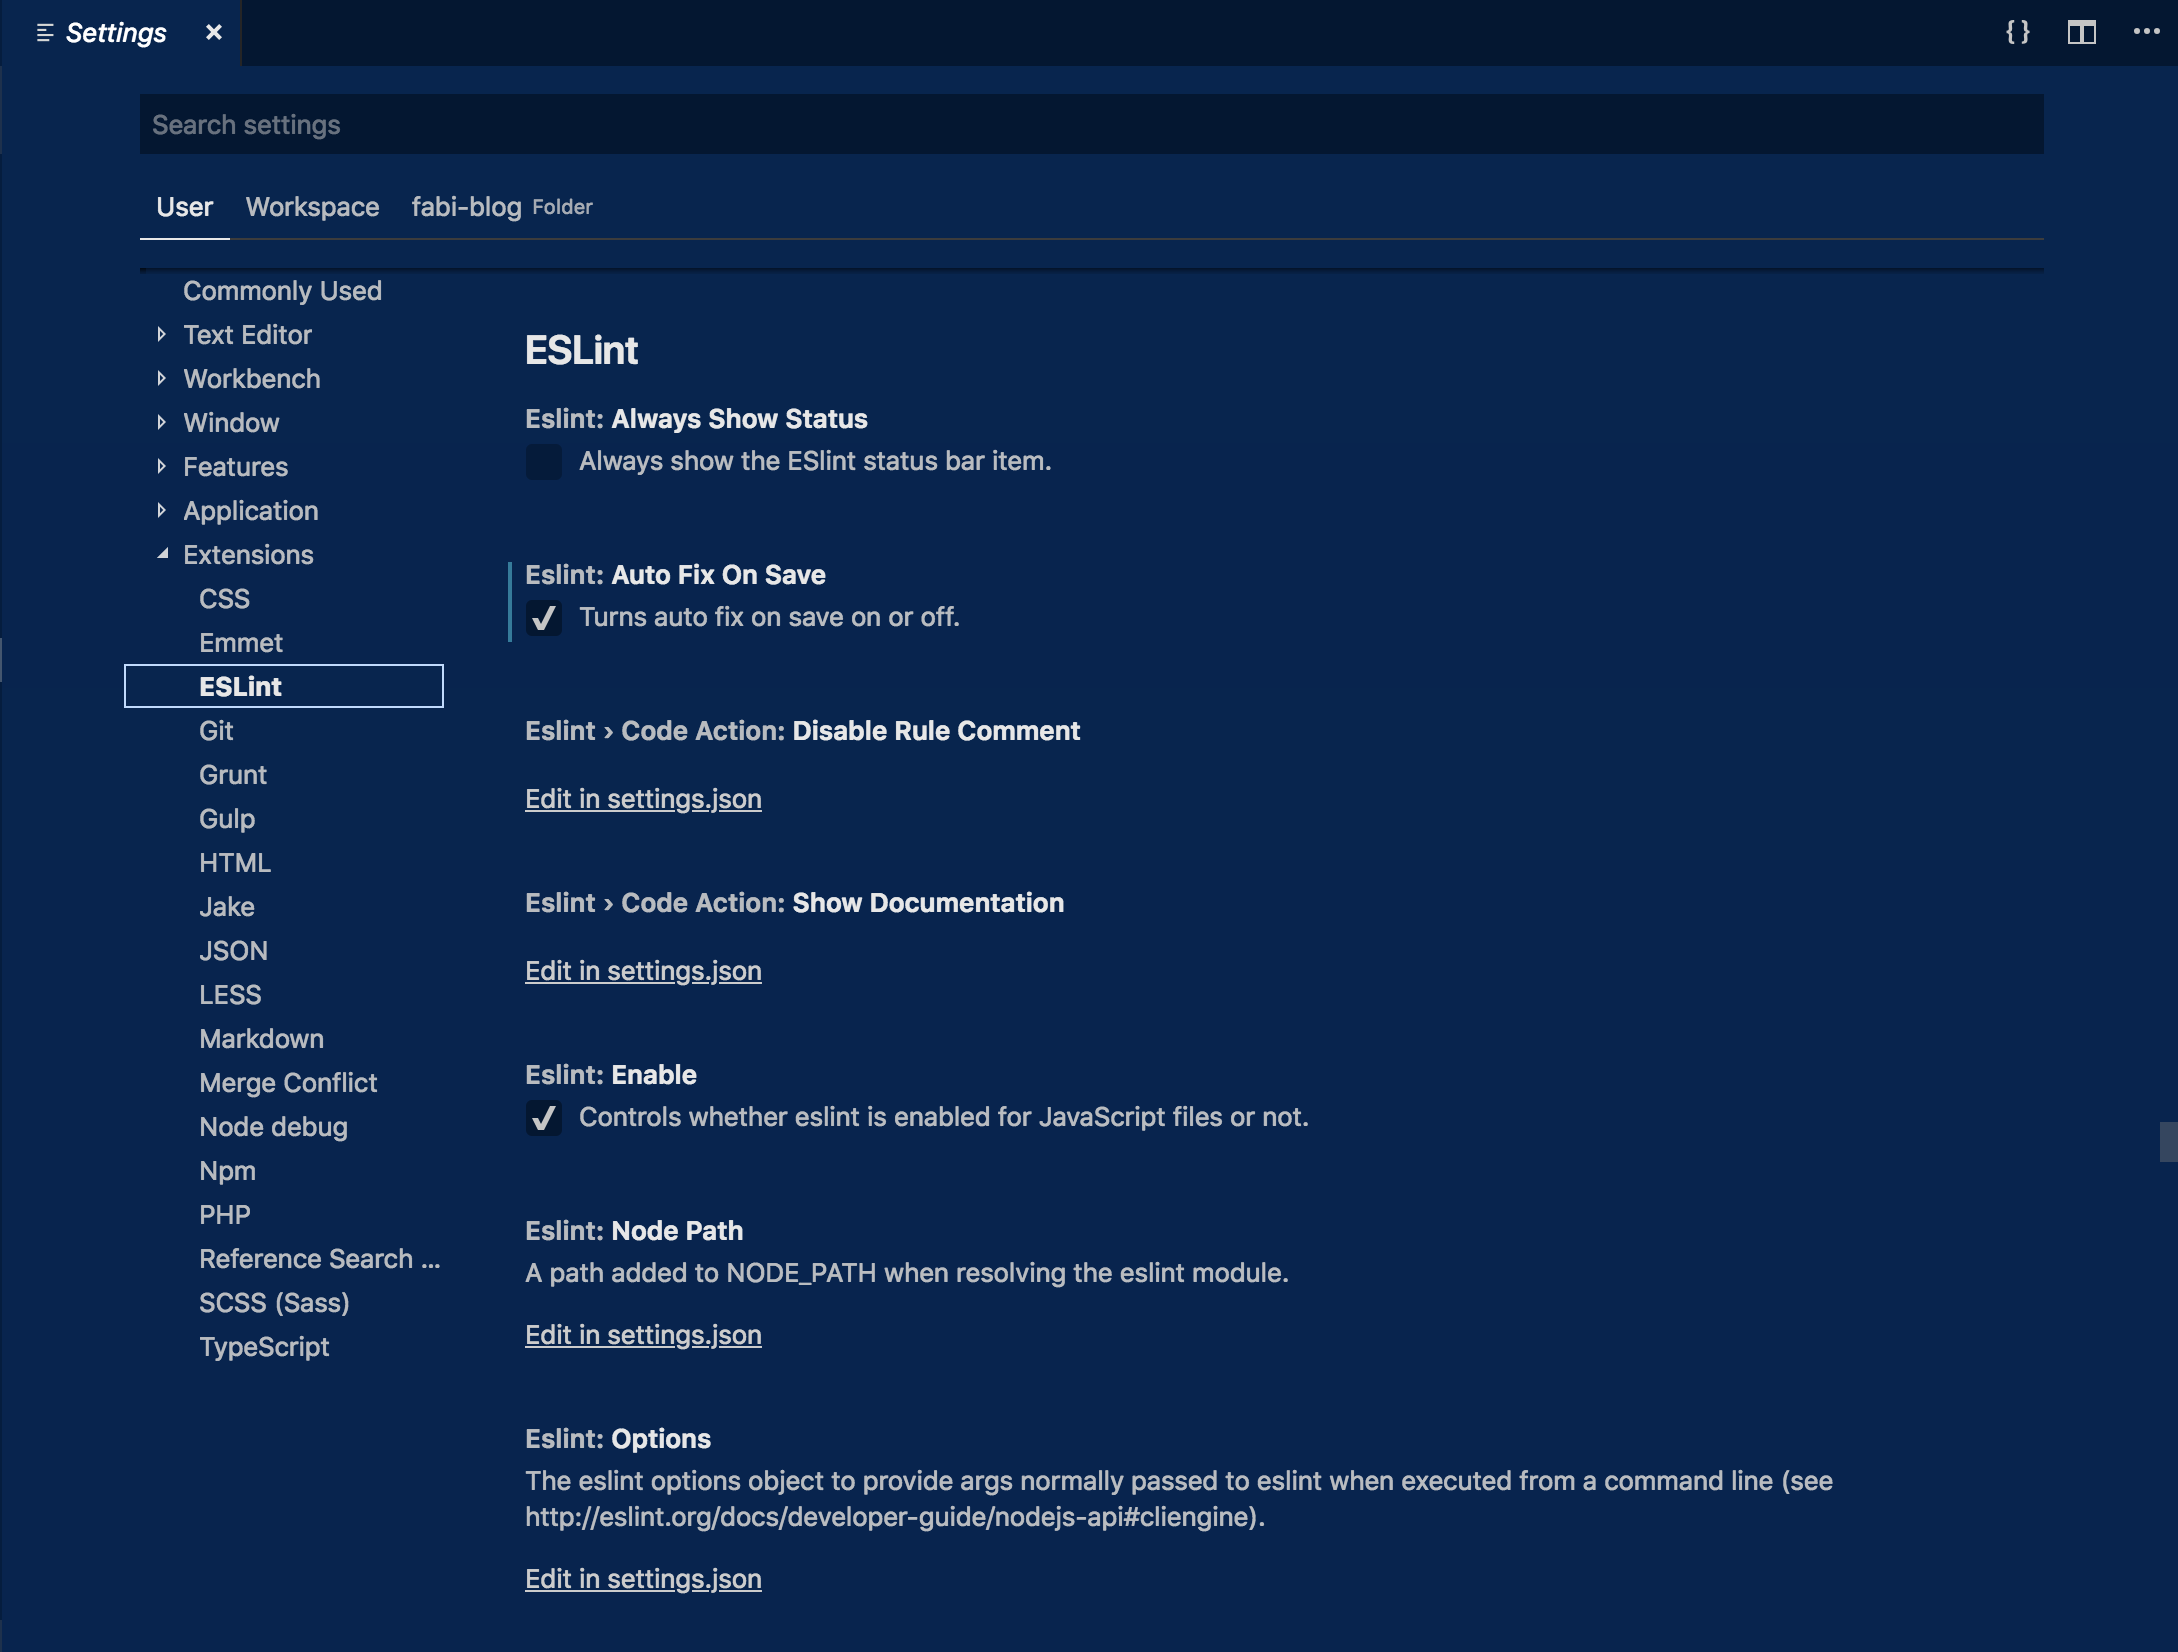 Settings
Search settings
User Workspace fabi-blog Folder
Commonly Used
Text Editor
Workbench
Window
Features
Application
Extensions
CSS
Emmet
ESLint
Git
Grunt
Gulp
HTML
Jake
JSON
LESS
Markdown
Merge Conflict
Node debug
Npm
PHP
Reference Search ...
SCSS (Sass)
TypeScript
ESLint
Eslint: Always Show Status
Always show the ESlint status bar item.
Eslint: Auto Fix On Save
Turns auto fix on save on or off.
Eslint › Code Action: Disable Rule Comment
Edit in settings.json
Eslint › Code Action: Show Documentation
Edit in settings.json
Eslint: Enable
Controls whether eslint is enabled for JavaScript files or not.
Eslint: Node Path
A path added to NODE_PATH when resolving the eslint module.
Edit in settings.json
Eslint: Options
The eslint options object to provide args normally passed to eslint when executed from a command line (see
http://eslint.org/docs/developer-guide/nodejs-api#cliengine).
Edit in settings.json